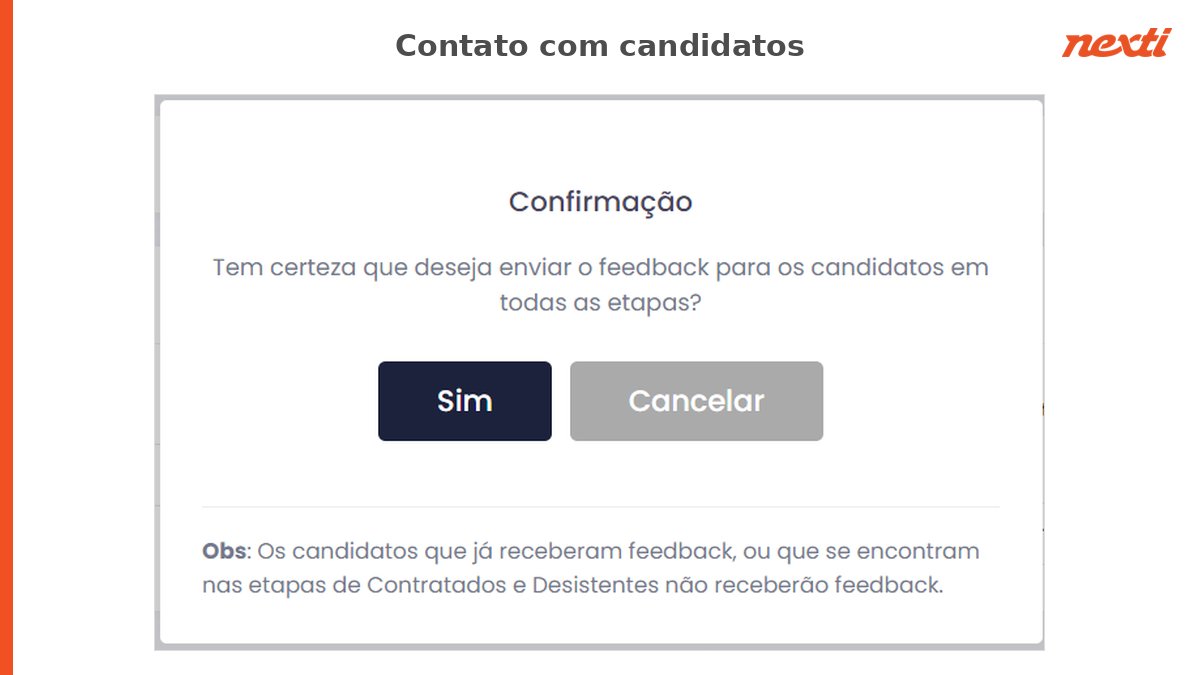 Contato com candidatos
nexti
Confirmação
Tem certeza que deseja enviar o feedback para os candidatos em
todas as etapas?
Sim
Cancelar
Obs: Os candidatos que já receberam feedback, ou que se encontram
nas etapas de Contratados e Desistentes não receberão feedback.